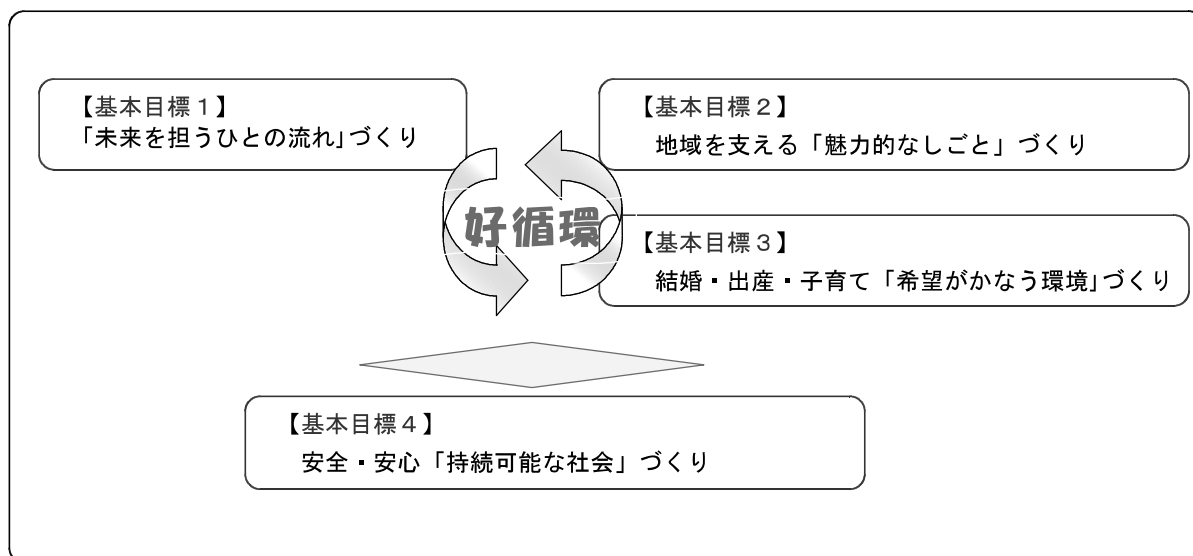 【基本目標１】
「未来を担うひとの流れ」づくり
【基本目標２】
地域を支える「魅力的なしごと」づくり
好循環
【基本目標３】
結婚・出産・子育て「希望がかなう環境」づくり
【基本目標４】
安全・安心「持続可能な社会」づくり